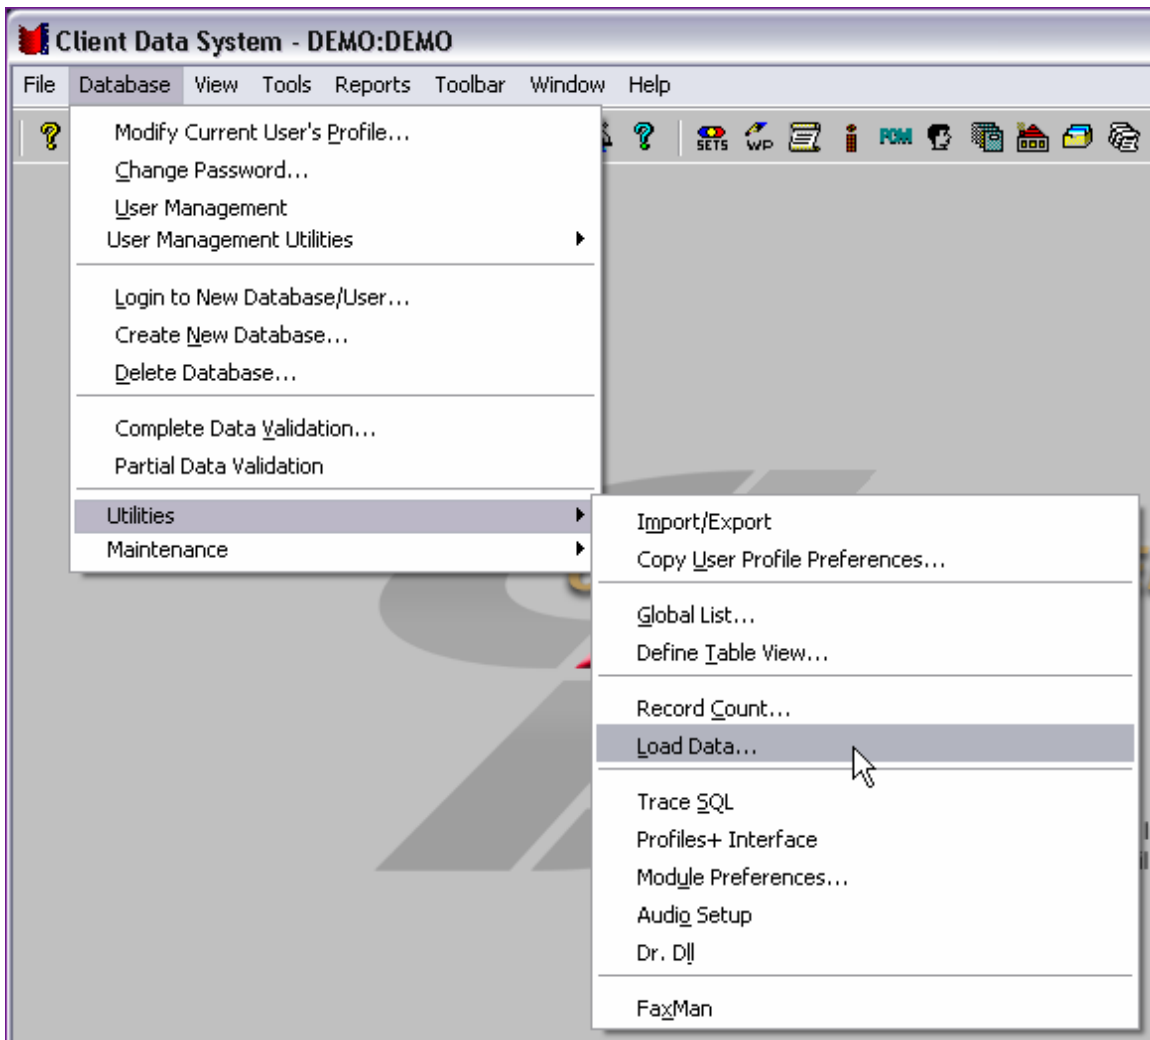 Client Data System - DEMO:DEMO
File Database View Tools Reports Toolbar Window Help
SETS WP POM
Modify Current User's Profile...
Change Password...
User Management
User Management Utilities
Login to New Database/User...
Create New Database...
Delete Database...
Complete Data Validation...
Partial Data Validation
Utilities
Maintenance
Import/Export
Copy User Profile Preferences...
Global List...
Define Table View...
Record Count...
Load Data...
Trace SQL
Profiles+ Interface
Module Preferences...
Audio Setup
Dr. Dll
FaxMan